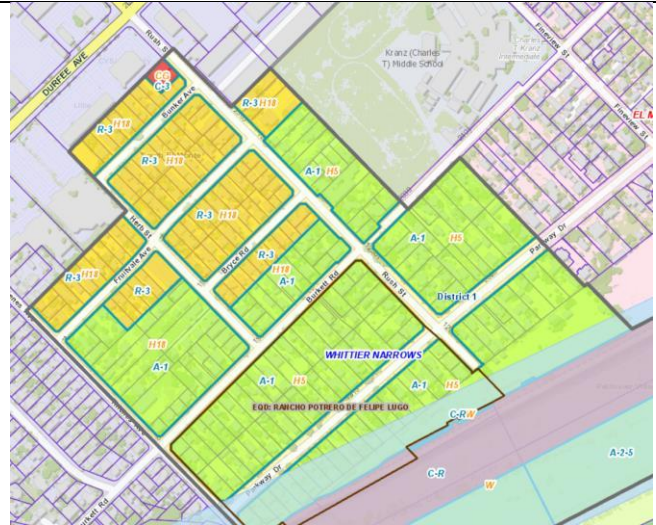 Rush St
Fineview St
Kranz (Charles
T) Middle School
Charles
Kranz
Intermediate
DURFEE AVE
CG
C-3
Bunker Ave
R-3 H18
R-3 H18
R-3 H18
Fineview St
EL M
A-1 H5
R-3 H18
Herb St
R-3 H18
Bryce Rd
Fruitvale Ave
R-3
H18
A-1
A-1 H5
Parkway Dr
R-3 H18
R-3
Burkett Rd
Rush St
District 1
H18
A-1
WHITTIER NARROWS
A-1 H5
A-1 H5
EQD: RANCHO POTRERO DE FELIPE LUGO
C-R W
A-2-5
C-R
W
Parkway Dr